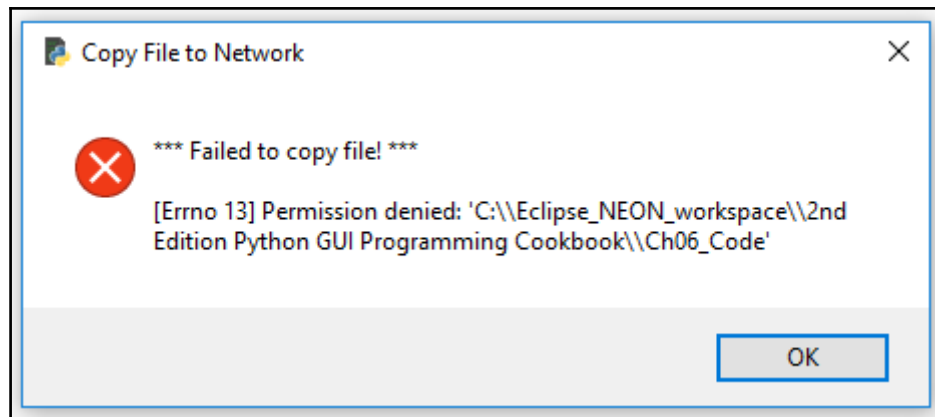 Copy File to Network
*** Failed to copy file! ***
[Errno 13] Permission denied: 'C:\\Eclipse_NEON_workspace\\2nd
Edition Python GUI Programming Cookbook\\Ch06_Code'
OK